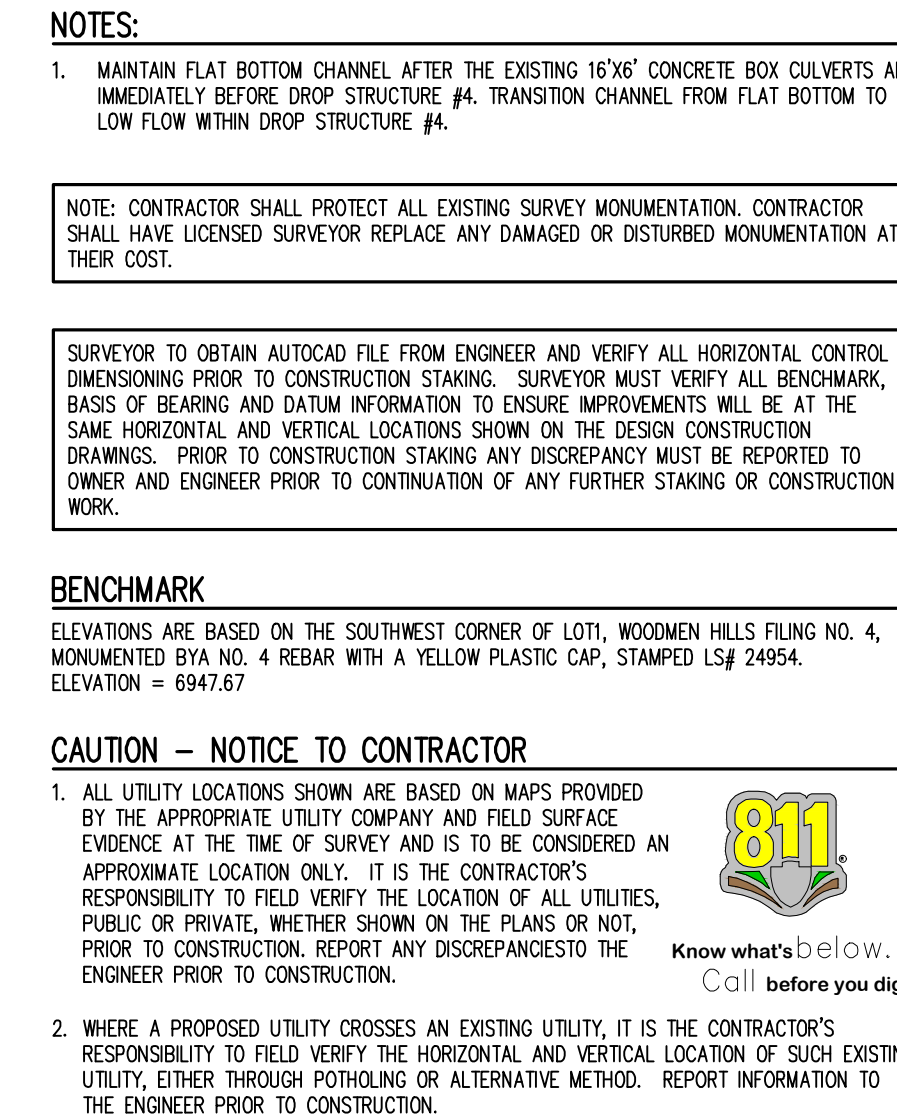 NOTES:
1. MAINTAIN FLAT BOTTOM CHANNEL AFTER THE EXISTING 16'X6' CONCRETE BOX CULVERTS
IMMEDIATELY BEFORE DROP STRUCTURE #4. TRANSITION CHANNEL FROM FLAT BOTTOM TO
LOW FLOW WITHIN DROP STRUCTURE #4.
NOTE: CONTRACTOR SHALL PROTECT ALL EXISTING SURVEY MONUMENTATION. CONTRACTOR
SHALL HAVE LICENSED SURVEYOR REPLACE ANY DAMAGED OR DISTURBED MONUMENTATION AT
THEIR COST.
SURVEYOR TO OBTAIN AUTOCAD FILE FROM ENGINEER AND VERIFY ALL HORIZONTAL CONTROL
DIMENSIONING PRIOR TO CONSTRUCTION STAKING. SURVEYOR MUST VERIFY ALL BENCHMARK,
BASIS OF BEARING AND DATUM INFORMATION TO ENSURE IMPROVEMENTS WILL BE AT THE
SAME HORIZONTAL AND VERTICAL LOCATIONS SHOWN ON THE DESIGN CONSTRUCTION
DRAWINGS. PRIOR TO CONSTRUCTION STAKING ANY DISCREPANCY MUST BE REPORTED TO
OWNER AND ENGINEER PRIOR TO CONTINUATION OF ANY FURTHER STAKING OR CONSTRUCTION
WORK.
BENCHMARK
ELEVATIONS ARE BASED ON THE SOUTHWEST CORNER OF LOT1, WOODMEN HILLS FILING NO. 4,
MONUMENTED BYA NO. 4 REBAR WITH A YELLOW PLASTIC CAP, STAMPED LS# 24954.
ELEVATION = 6947.67
CAUTION – NOTICE TO CONTRACTOR
1. ALL UTILITY LOCATIONS SHOWN ARE BASED ON MAPS PROVIDED
BY THE APPROPRIATE UTILITY COMPANY AND FIELD SURFACE
EVIDENCE AT THE TIME OF SURVEY AND IS TO BE CONSIDERED AN
APPROXIMATE LOCATION ONLY. IT IS THE CONTRACTOR'S
RESPONSIBILITY TO FIELD VERIFY THE LOCATION OF ALL UTILITIES,
PUBLIC OR PRIVATE, WHETHER SHOWN ON THE PLANS OR NOT,
PRIOR TO CONSTRUCTION. REPORT ANY DISCREPANCIESTO THE
ENGINEER PRIOR TO CONSTRUCTION.
811®
Know what's below.
Call before you dig
2. WHERE A PROPOSED UTILITY CROSSES AN EXISTING UTILITY, IT IS THE CONTRACTOR'S
RESPONSIBILITY TO FIELD VERIFY THE HORIZONTAL AND VERTICAL LOCATION OF SUCH
UTILITY, EITHER THROUGH POTHOLING OR ALTERNATIVE METHOD. REPORT INFORMATION TO
THE ENGINEER PRIOR TO CONSTRUCTION.